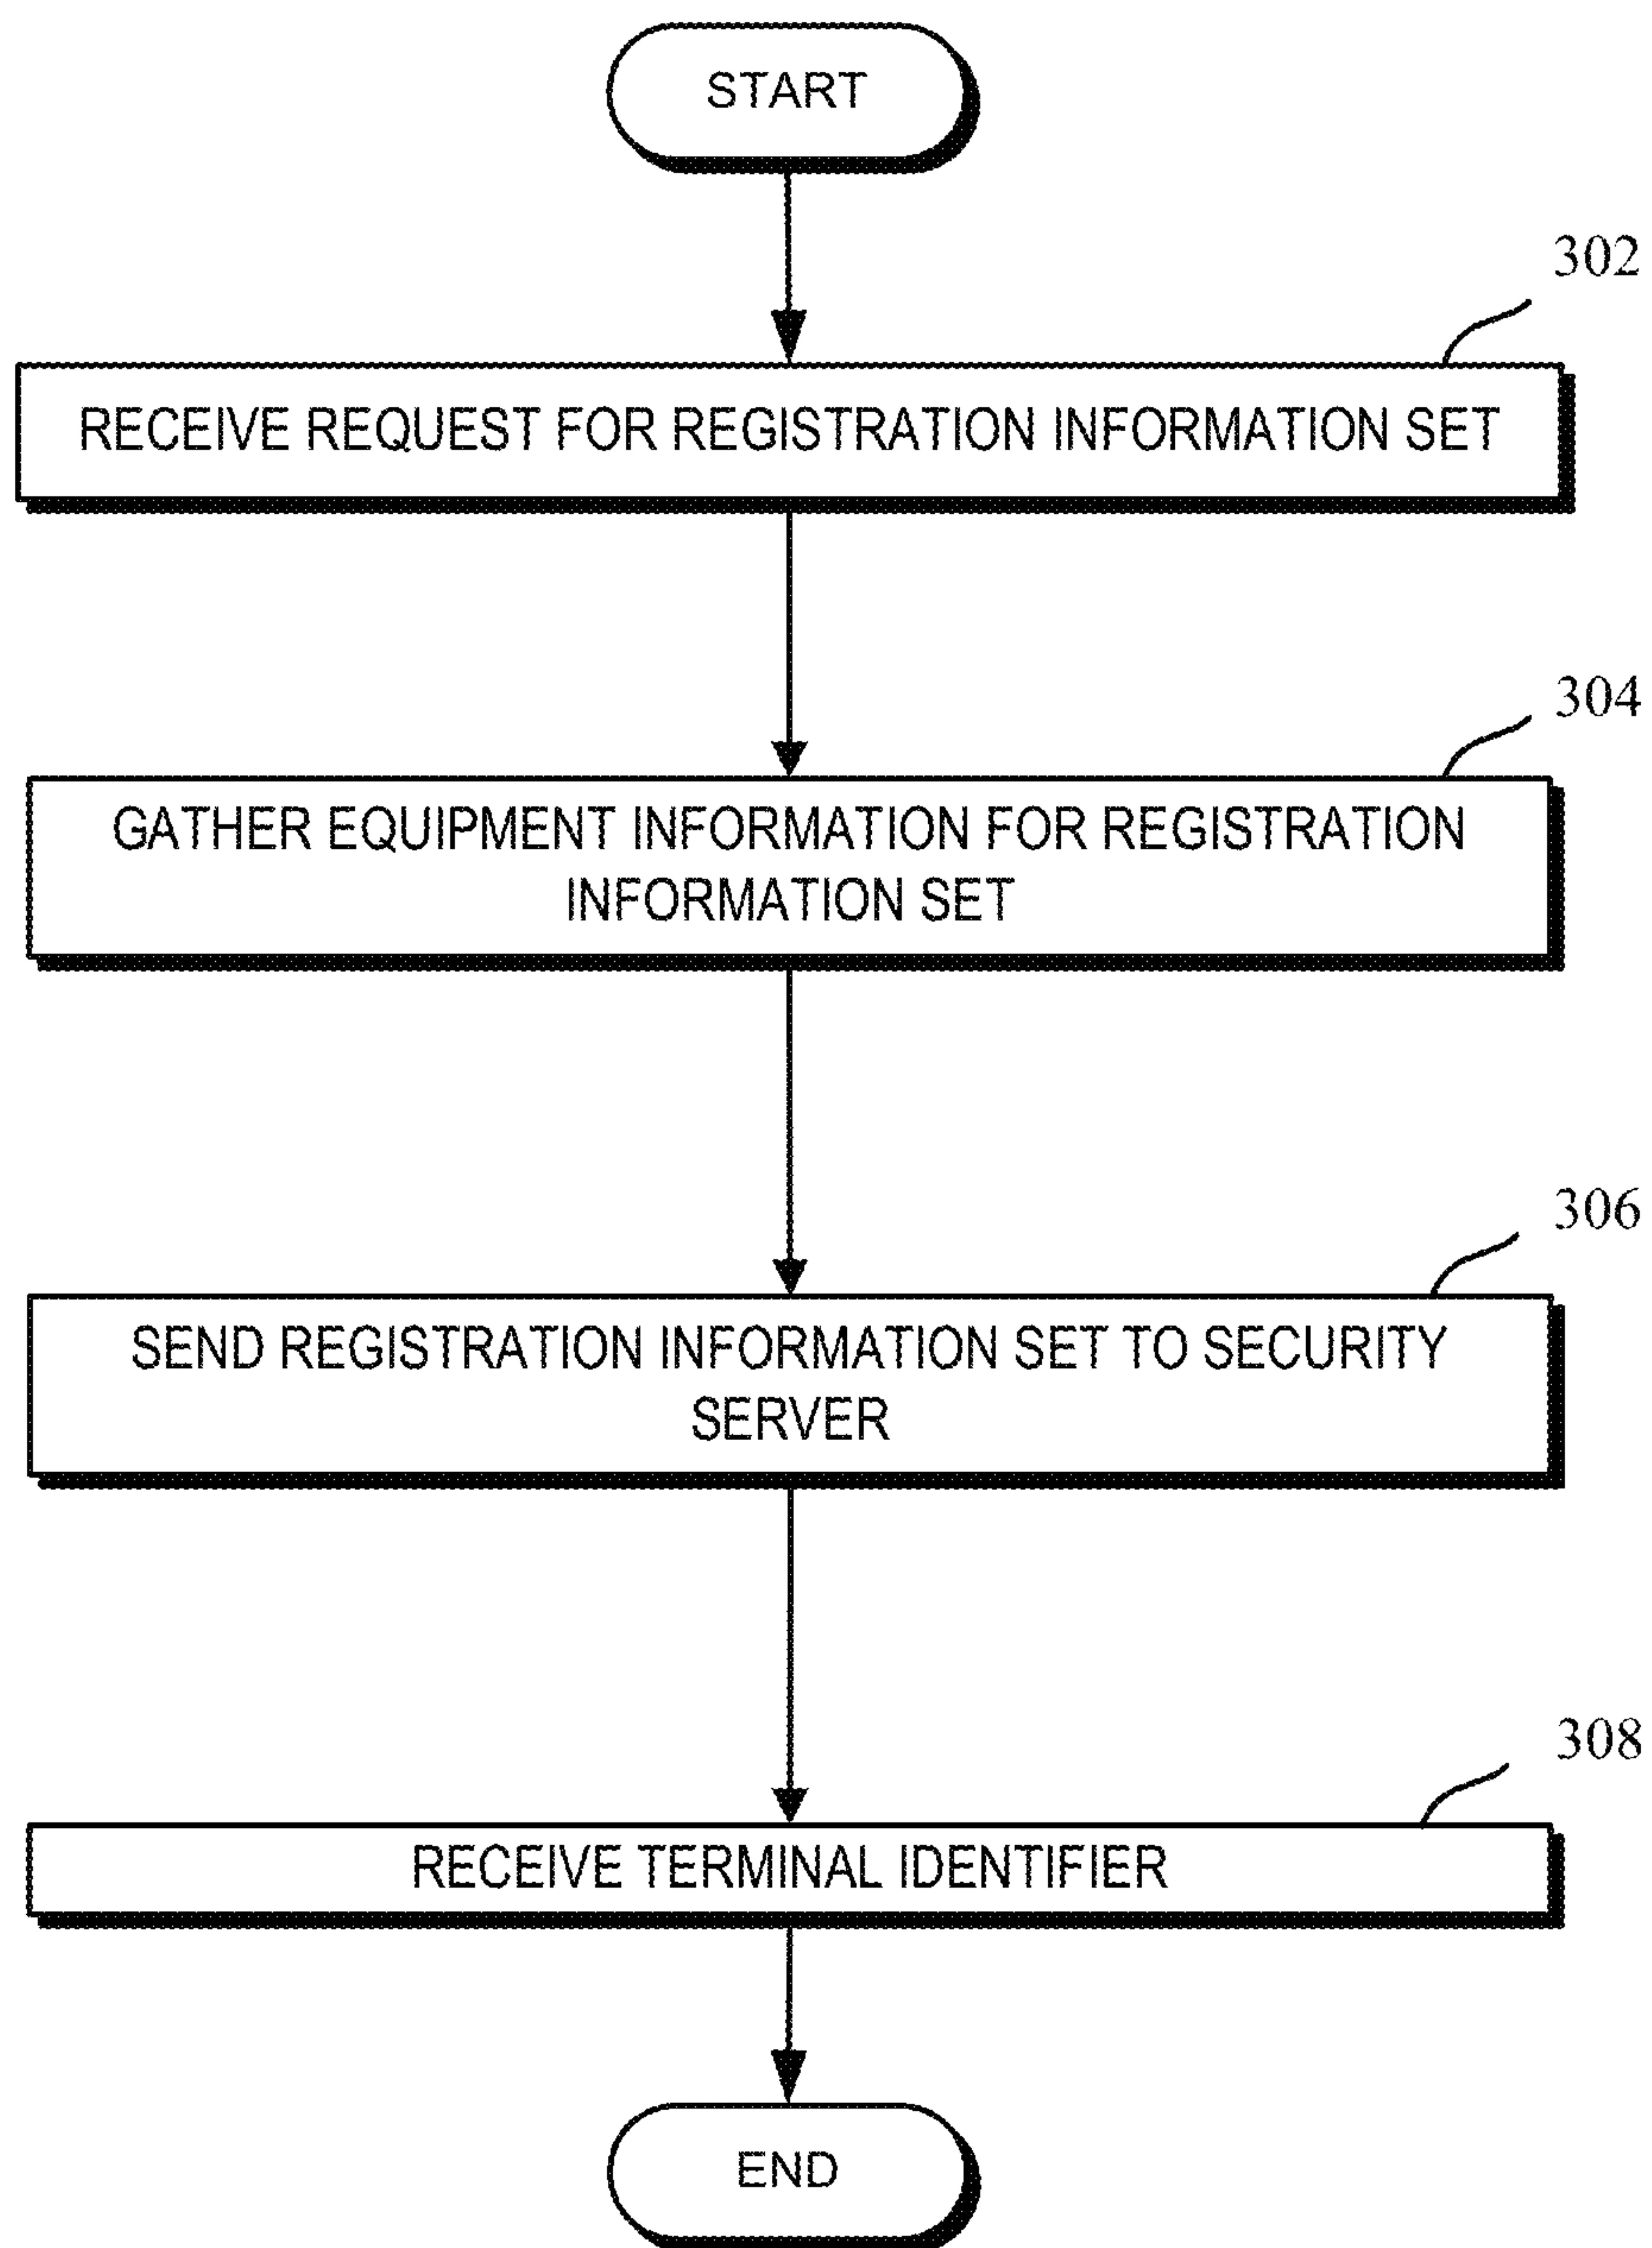 START
302
RECEIVE REQUEST FOR REGISTRATION INFORMATION SET
304
GATHER EQUIPMENT INFORMATION FOR REGISTRATION
INFORMATION SET
306
SEND REGISTRATION INFORMATION SET TO SECURITY
SERVER
308
RECEIVE TERMINAL IDENTIFIER
END